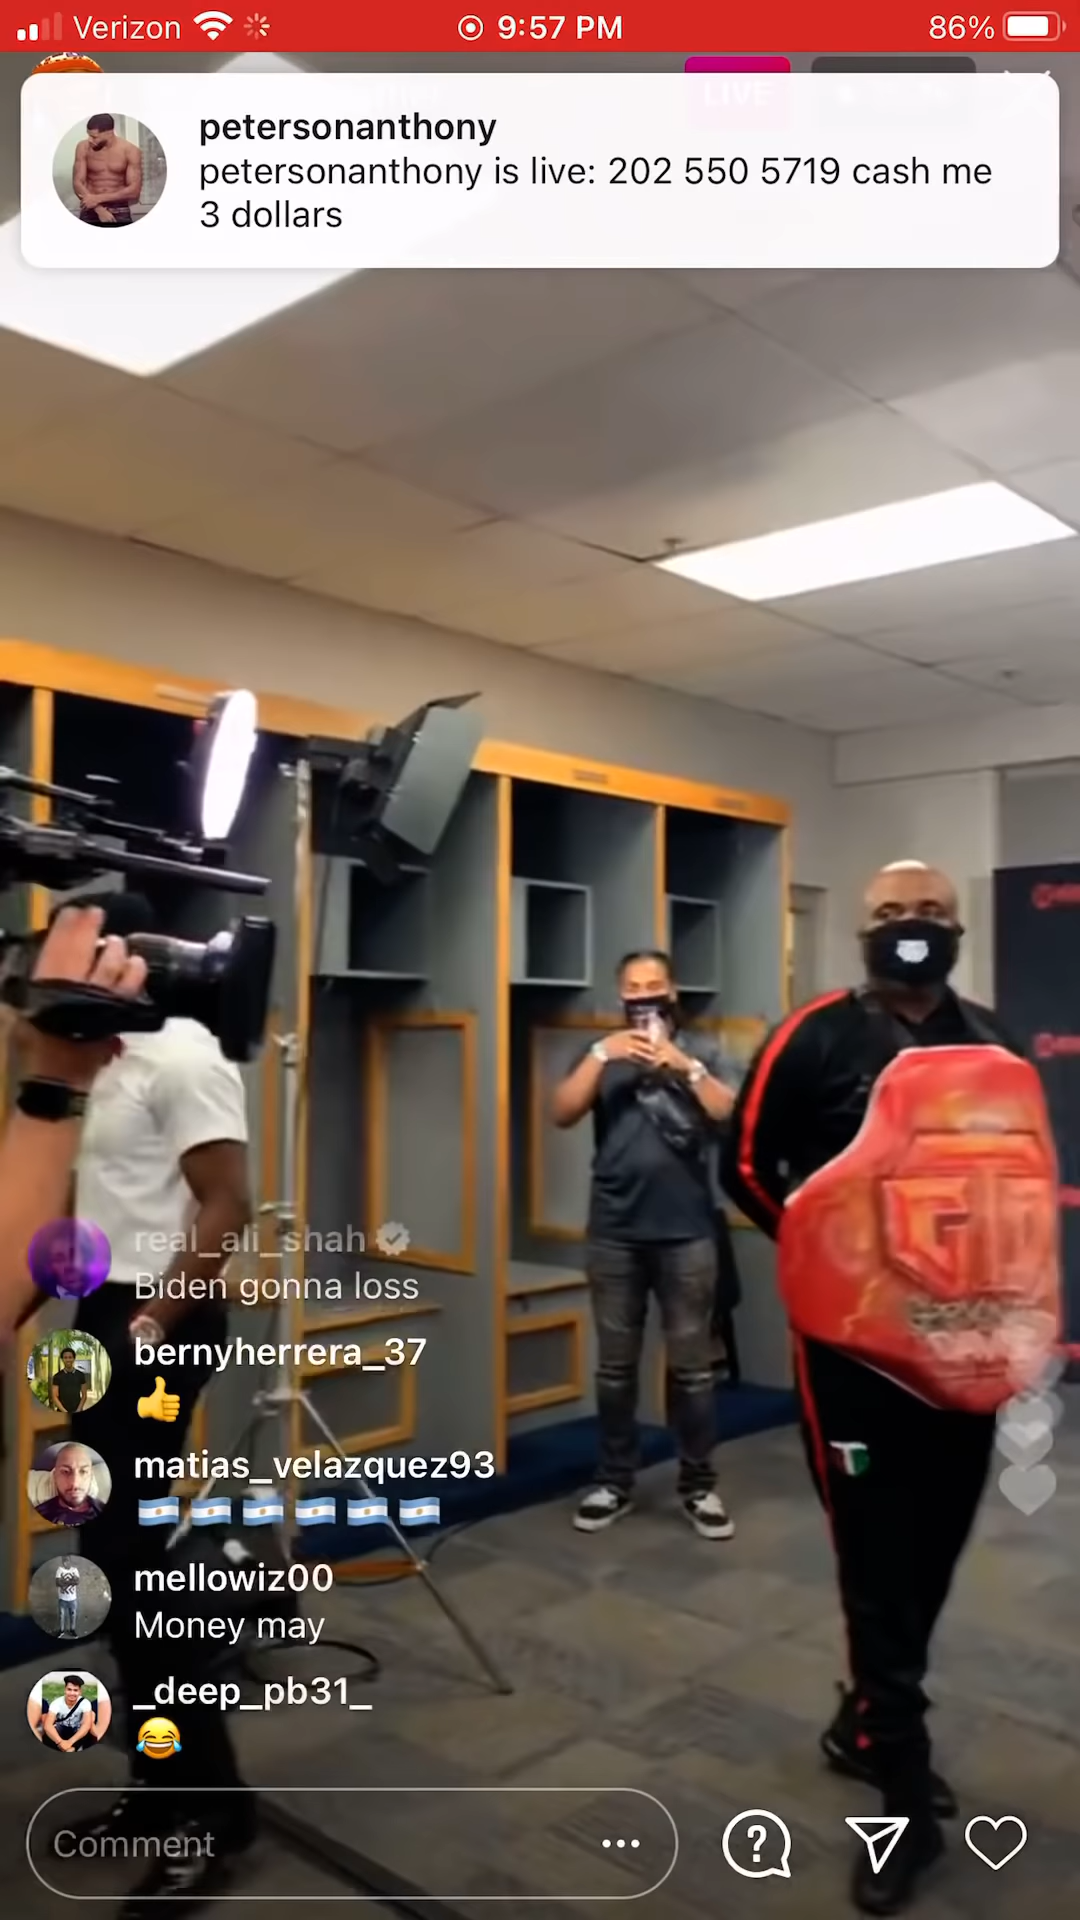 Verizon 9:57 PM 86%
LIVE
petersonanthony
petersonanthony is live: 202 550 5719 cash me
3 dollars
real_ali_shah
Biden gonna loss
bernyherrera_37
👍
matias_velazquez93
🇦🇷🇦🇷🇦🇷🇦🇷🇦🇷🇦🇷
mellowiz00
Money may
_deep_pb31_
😂
Comment